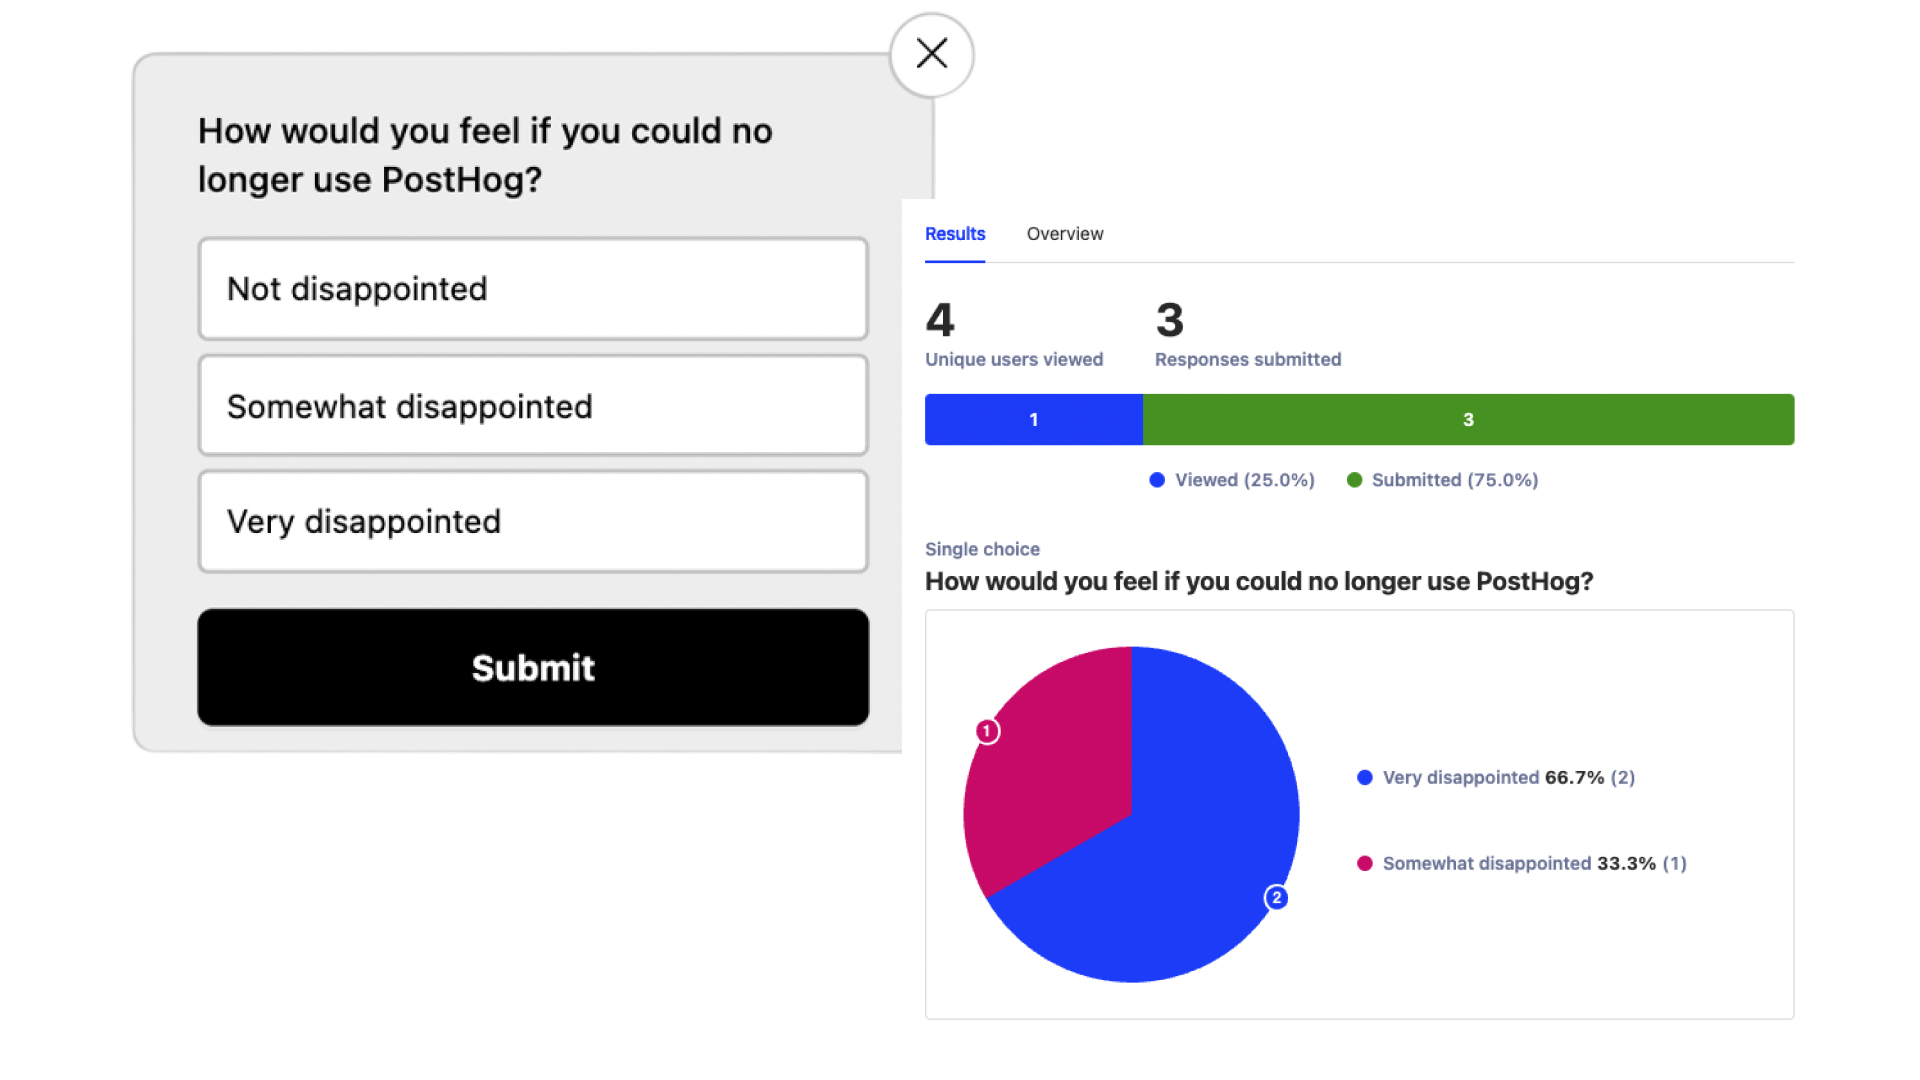 How would you feel if you could no
longer use PostHog?
Not disappointed
Somewhat disappointed
Very disappointed
Submit
Results Overview
4 3
Unique users viewed Responses submitted
1 3
Viewed (25.0%) Submitted (75.0%)
Single choice
How would you feel if you could no longer use PostHog?
1
2
Very disappointed 66.7% (2)
Somewhat disappointed 33.3% (1)